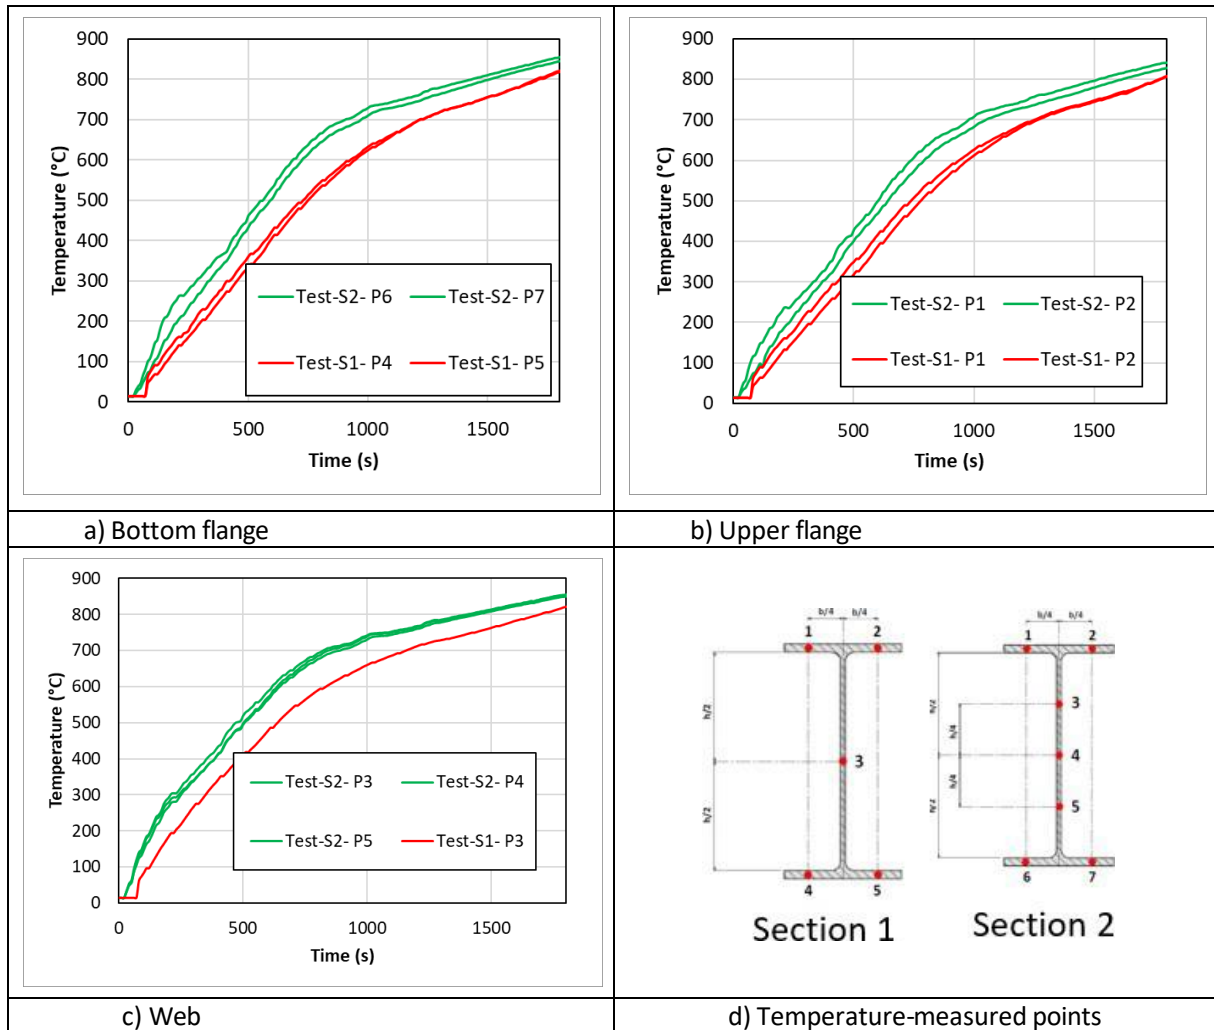 900
800
700
600
500
400
300
200
100
0
Temperature (°C)
0 500 1000 1500
Time (s)
Test-S2- P6 Test-S2- P7
Test-S1- P4 Test-S1- P5
a) Bottom flange
900
800
700
600
500
400
300
200
100
0
Temperature (°C)
0 500 1000 1500
Time (s)
Test-S2- P1 Test-S2- P2
Test-S1- P1 Test-S1- P2
b) Upper flange
900
800
700
600
500
400
300
200
100
0
Temperature (°C)
0 500 1000 1500
Time (s)
Test-S2- P3 Test-S2- P4
Test-S2- P5 Test-S1- P3
c) Web
b/4 b/4
1 2
h/2
3
h/2
4 5
Section 1
b/4 b/4
1 2
h/2
3
h/4
4
h/4
h/2
5
6 7
Section 2
d) Temperature-measured points